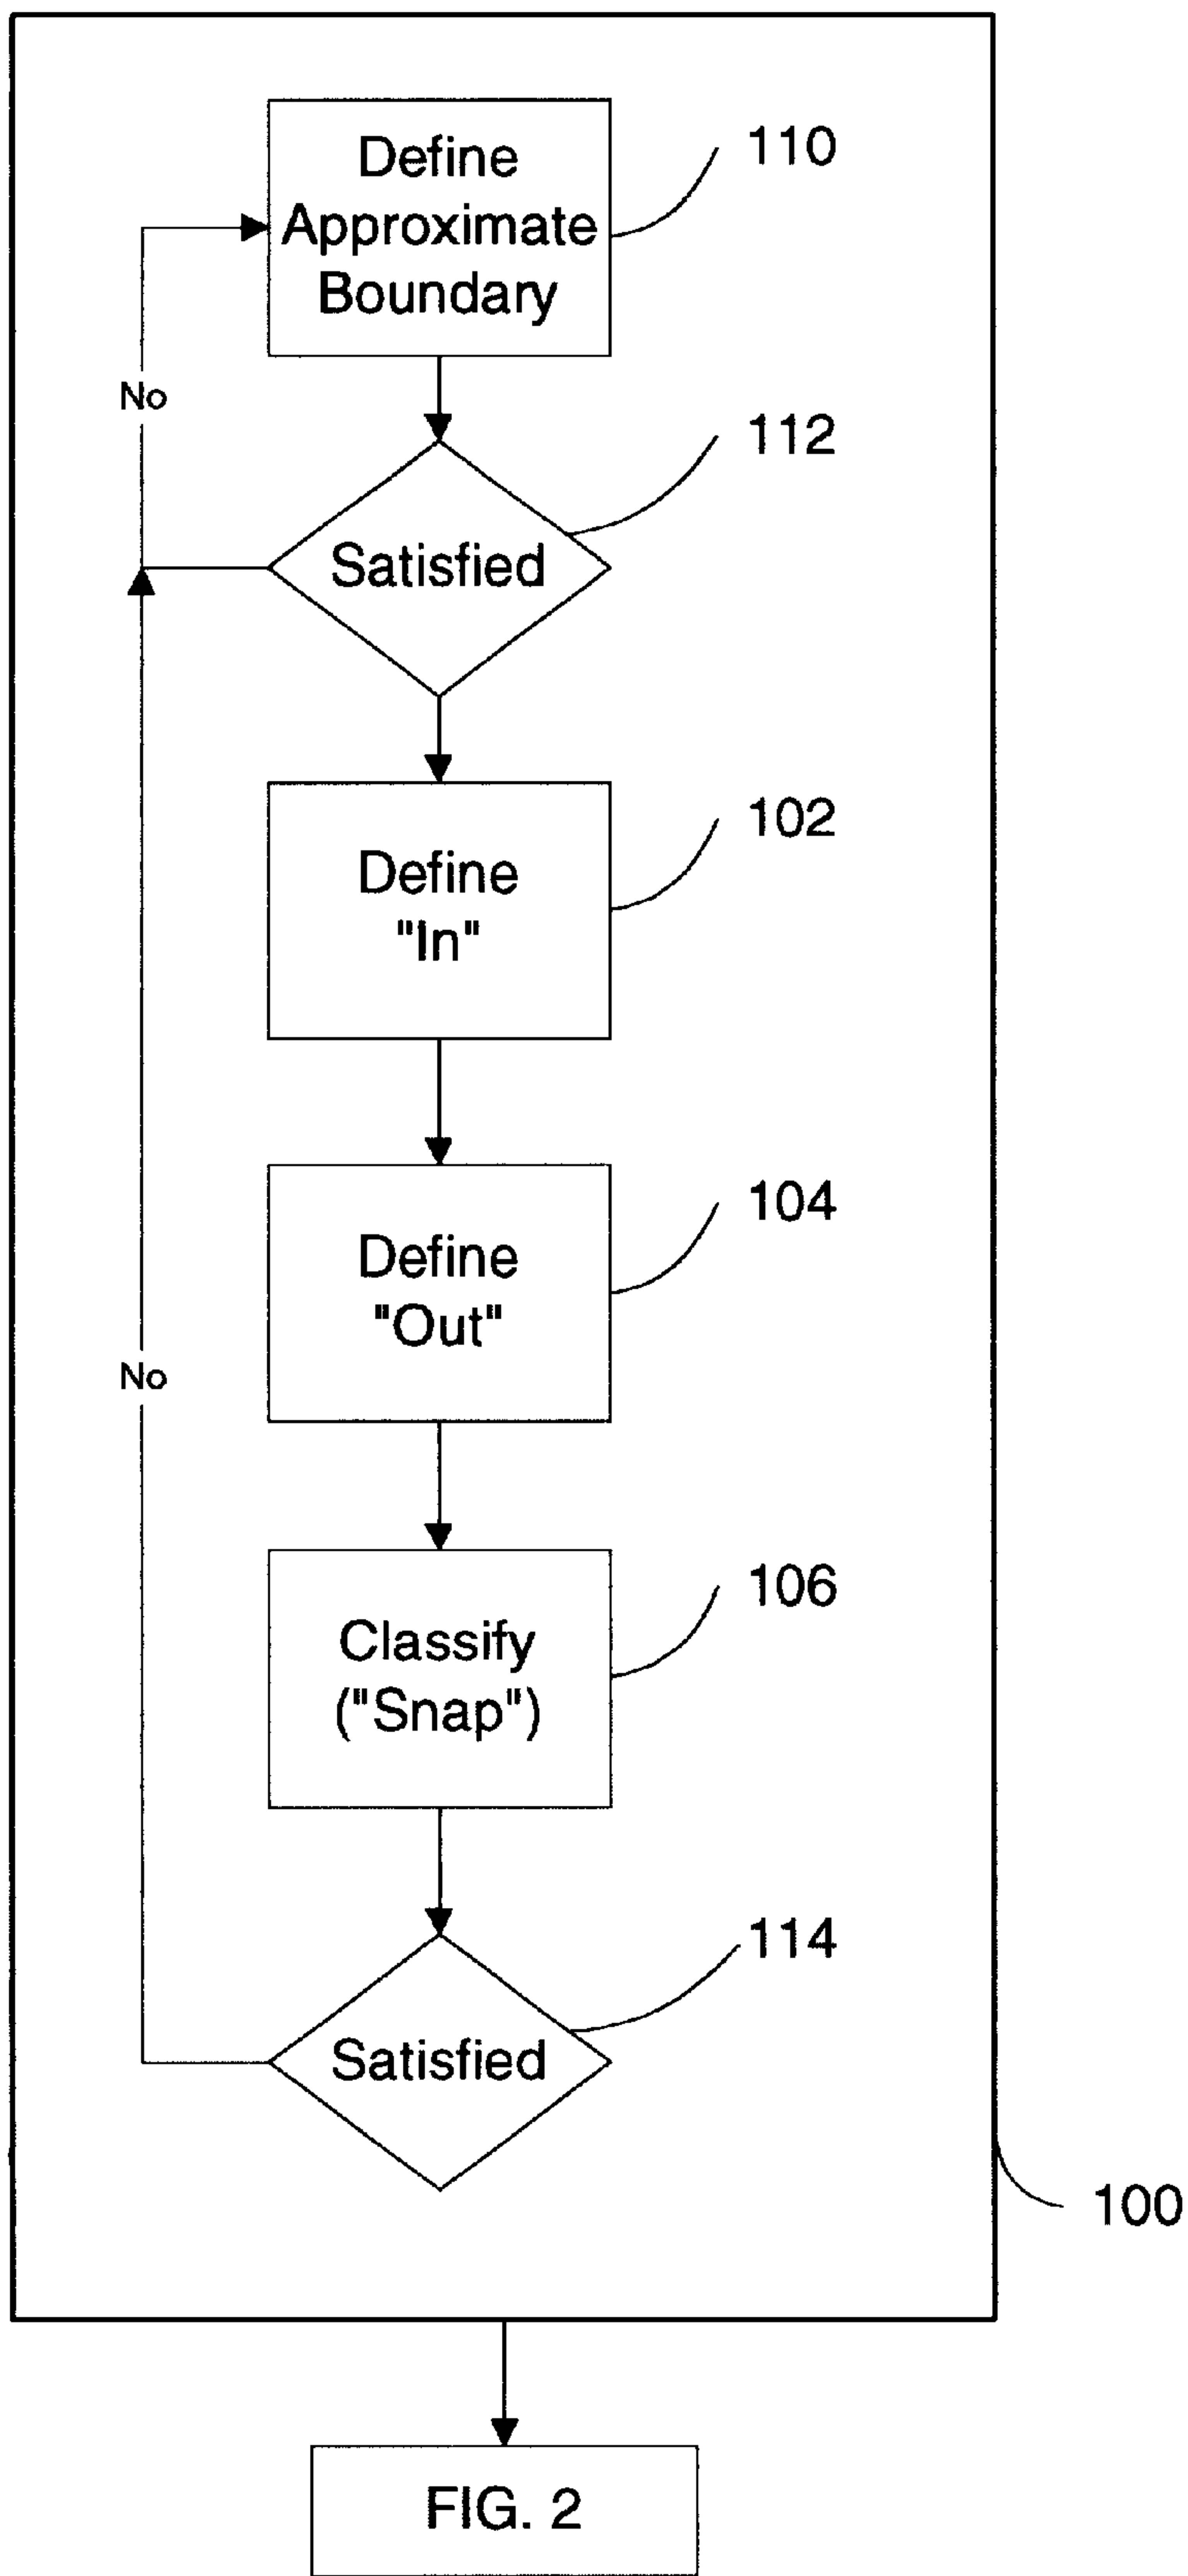 Define
Approximate
Boundary
110
No
112
Satisfied
102
Define
"In"
104
Define
"Out"
No
106
Classify
("Snap")
114
Satisfied
100
FIG. 2